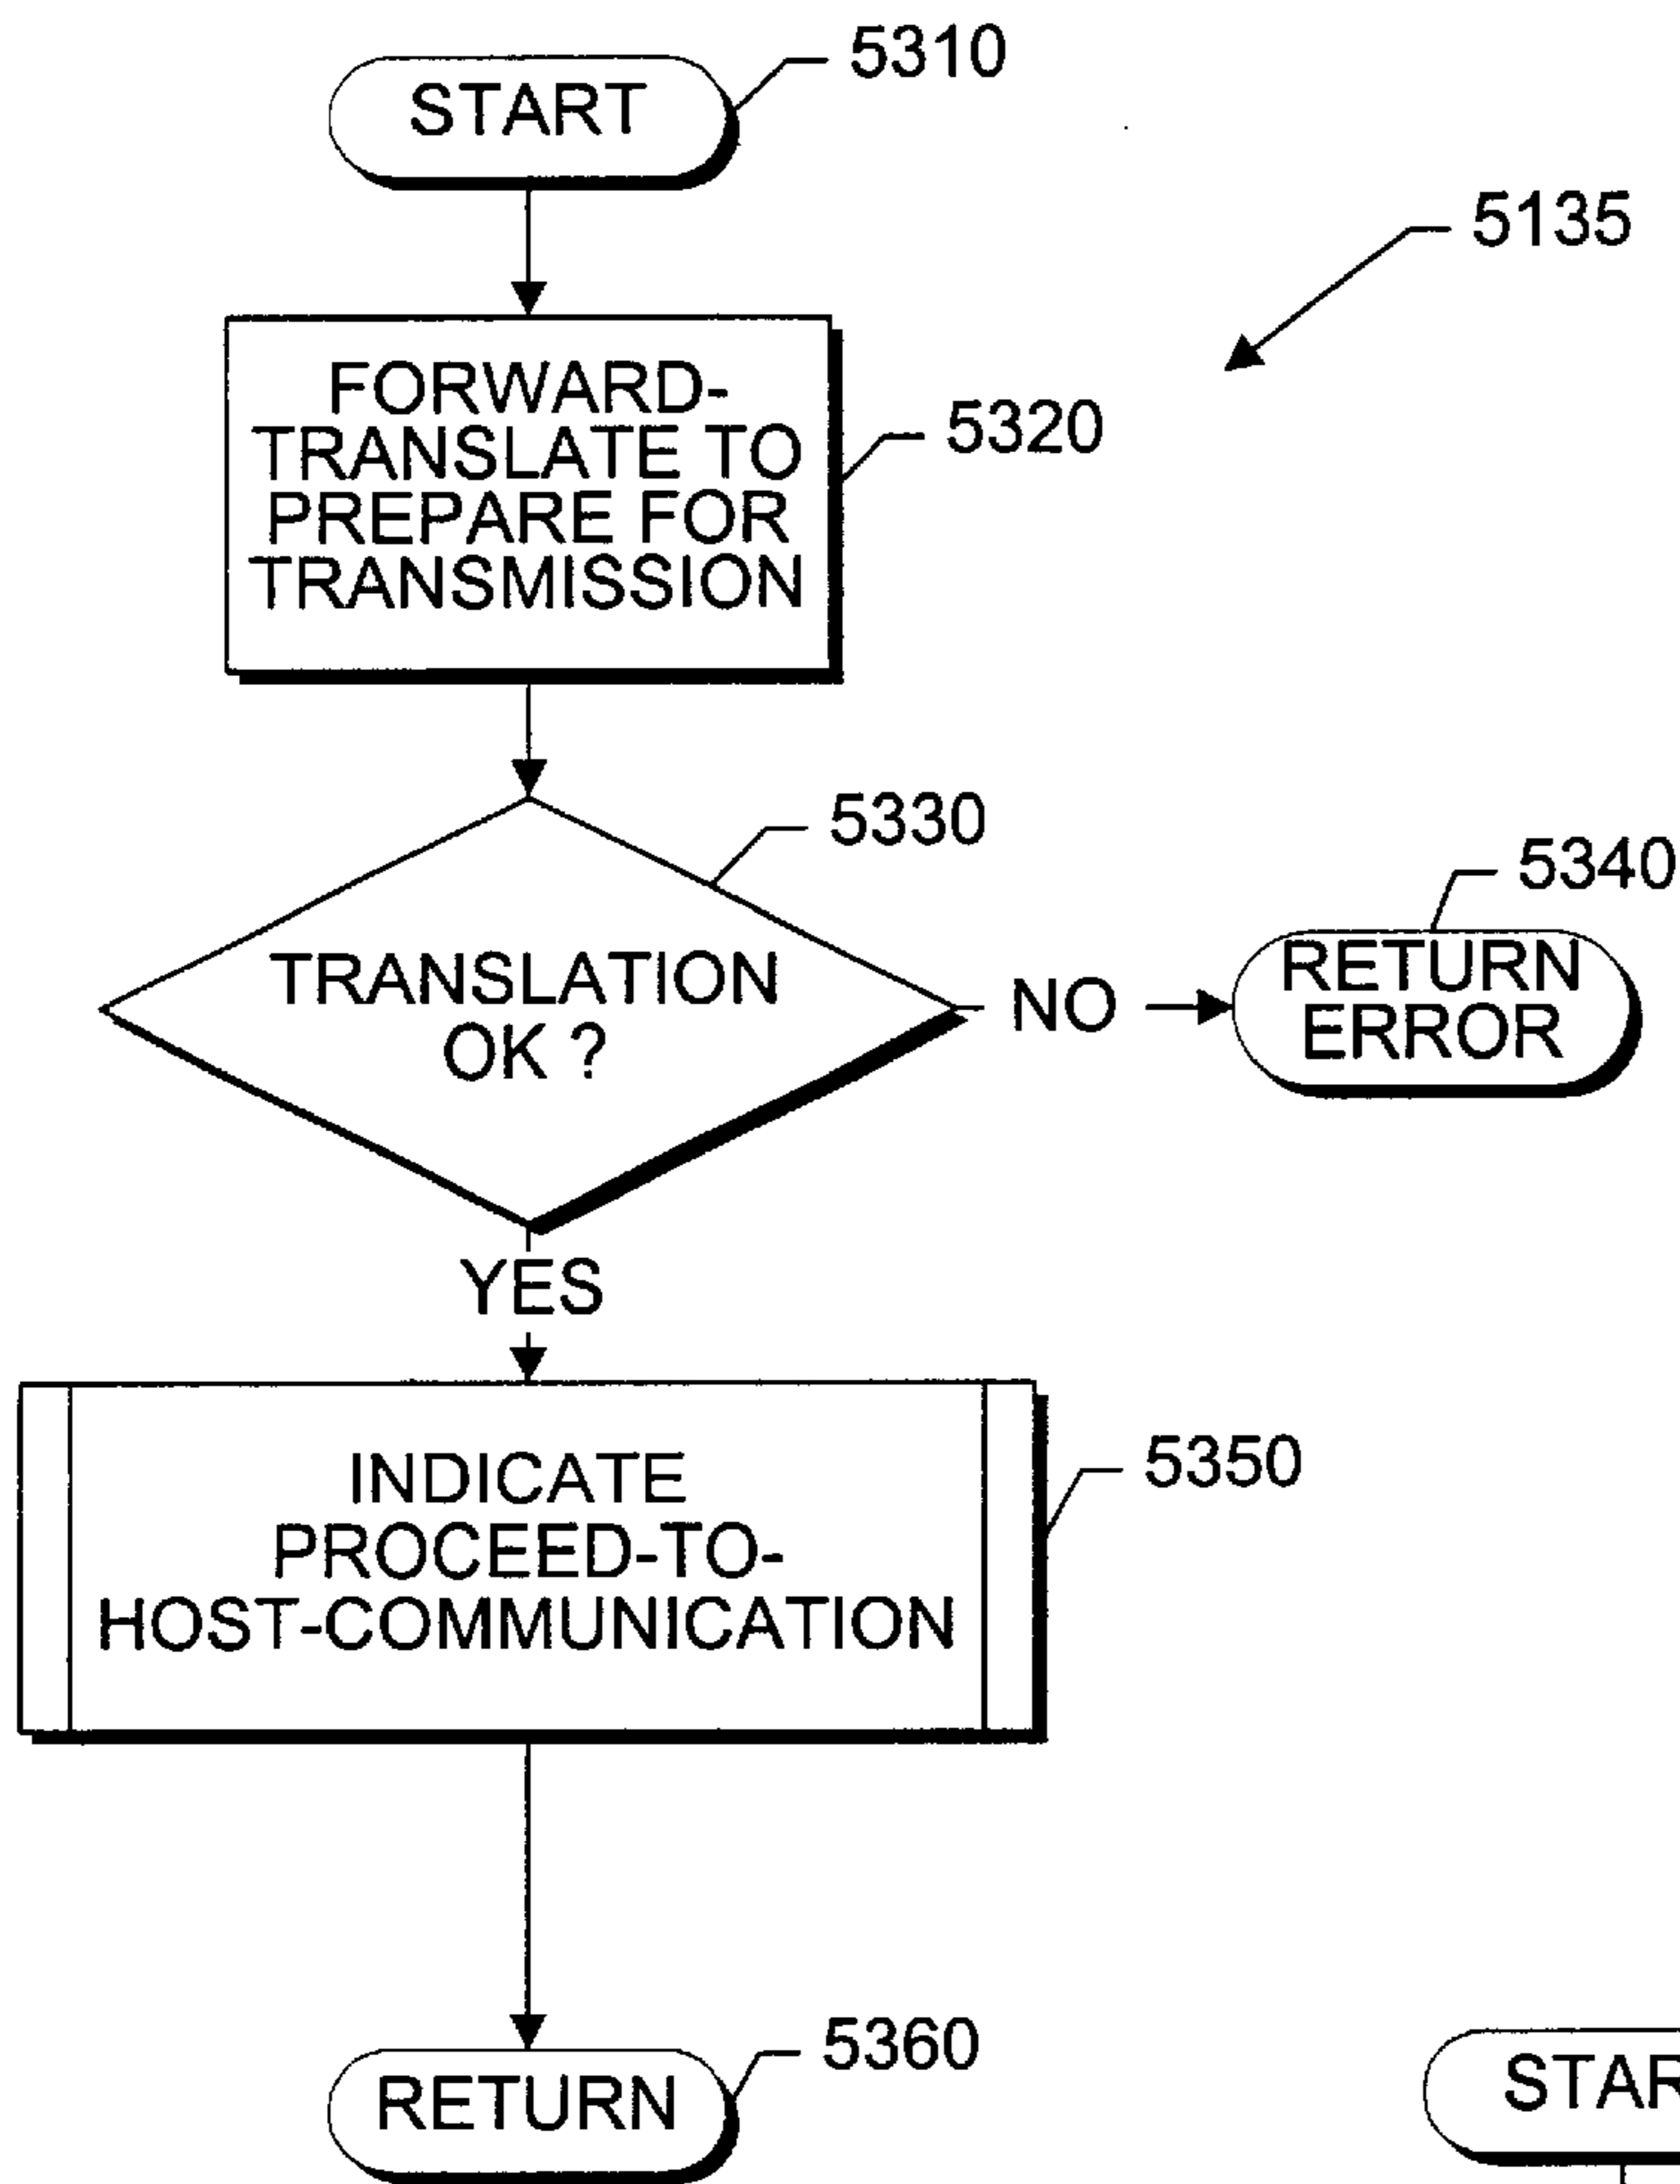 5310
START
5135
FORWARD-
TRANSLATE TO
PREPARE FOR
TRANSMISSION
5320
5330
TRANSLATION
OK ?
NO
5340
RETURN
ERROR
YES
INDICATE
PROCEED-TO-
HOST-COMMUNICATION
5350
5360
RETURN